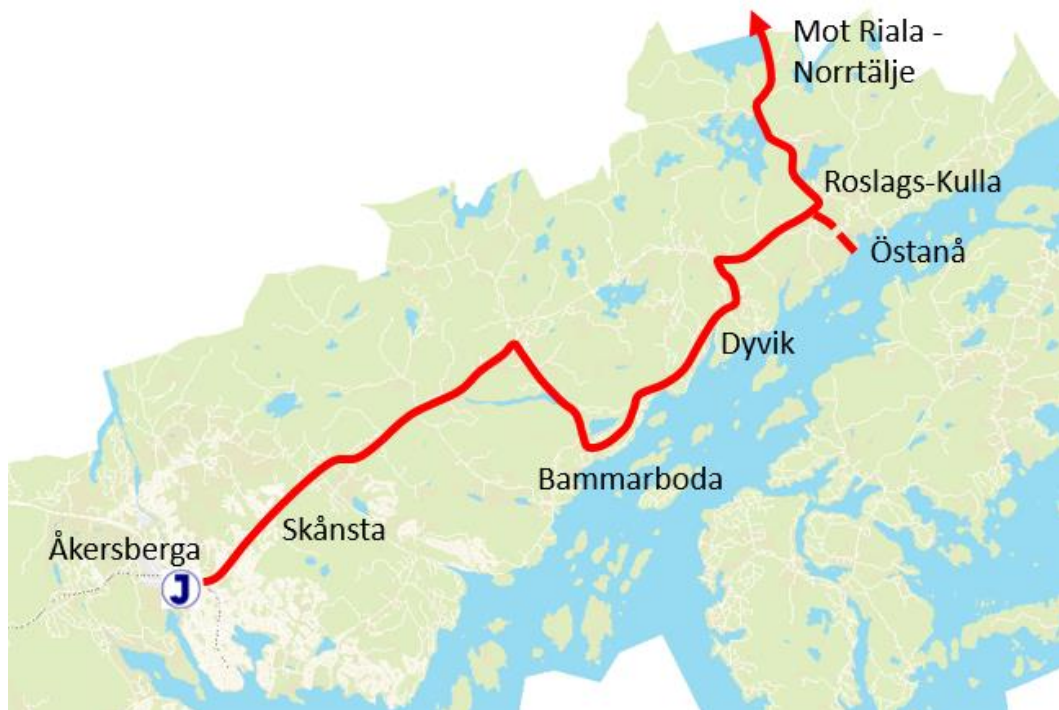 Mot Riala -
Norrtälje
Roslags-Kulla
Östanå
Dyvik
Bammarboda
Skånsta
Åkersberga
J